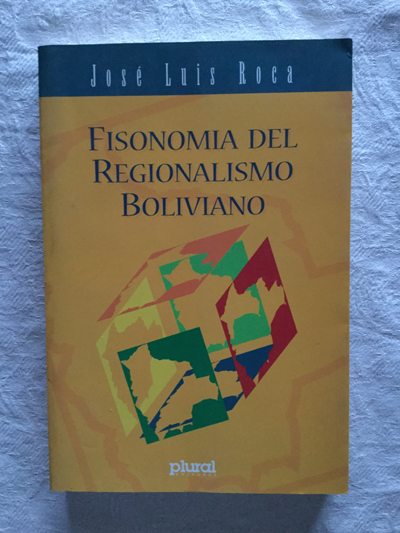 José Luis Roca
FISONOMIA DEL
REGIONALISMO
BOLIVIANO
plural